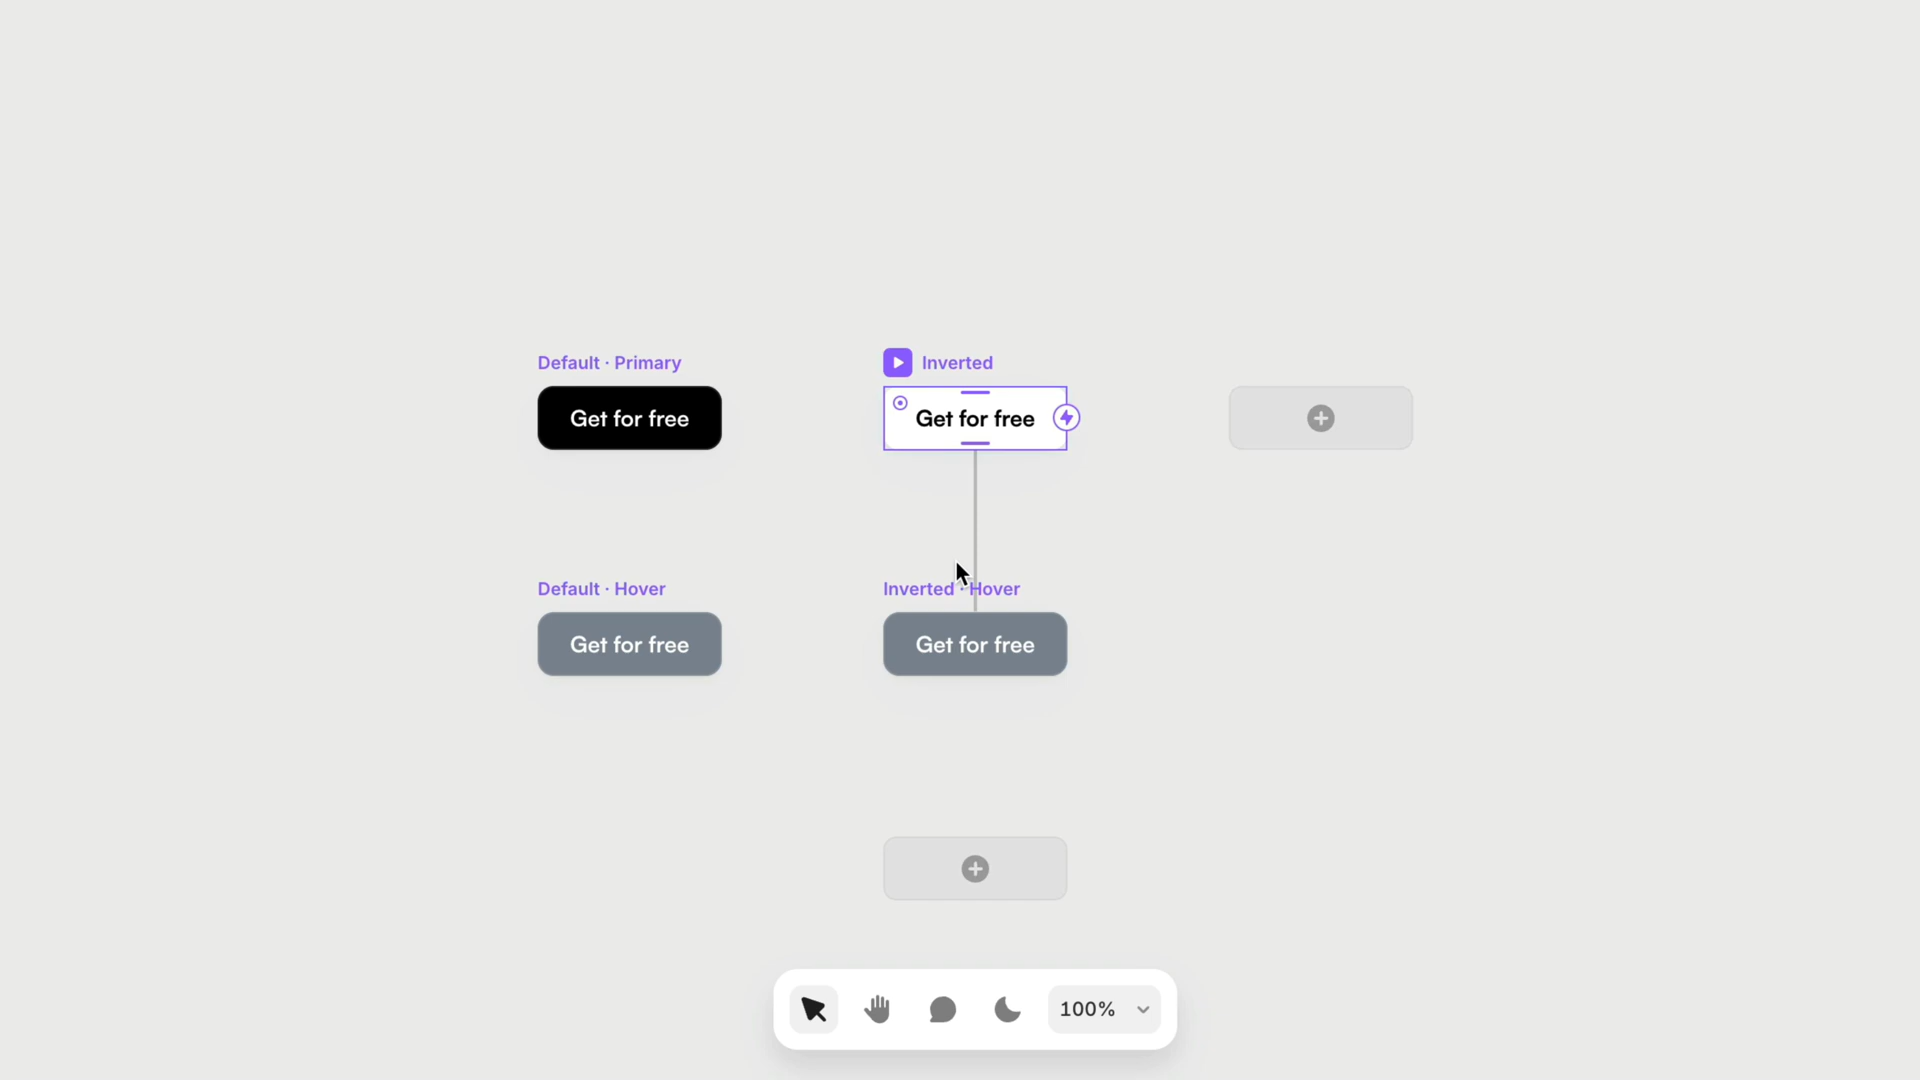 Default · Primary
Inverted
Get for free
Get for free
Default · Hover
Inverted · Hover
Get for free
Get for free
100%